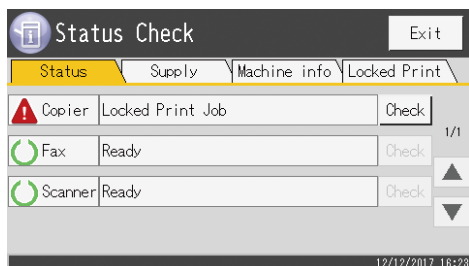 Status Check
Exit
Status Supply Machine info Locked Print
Copier Locked Print Job Check
1/1
Fax Ready Check
Scanner Ready Check
12/12/2017 16:23